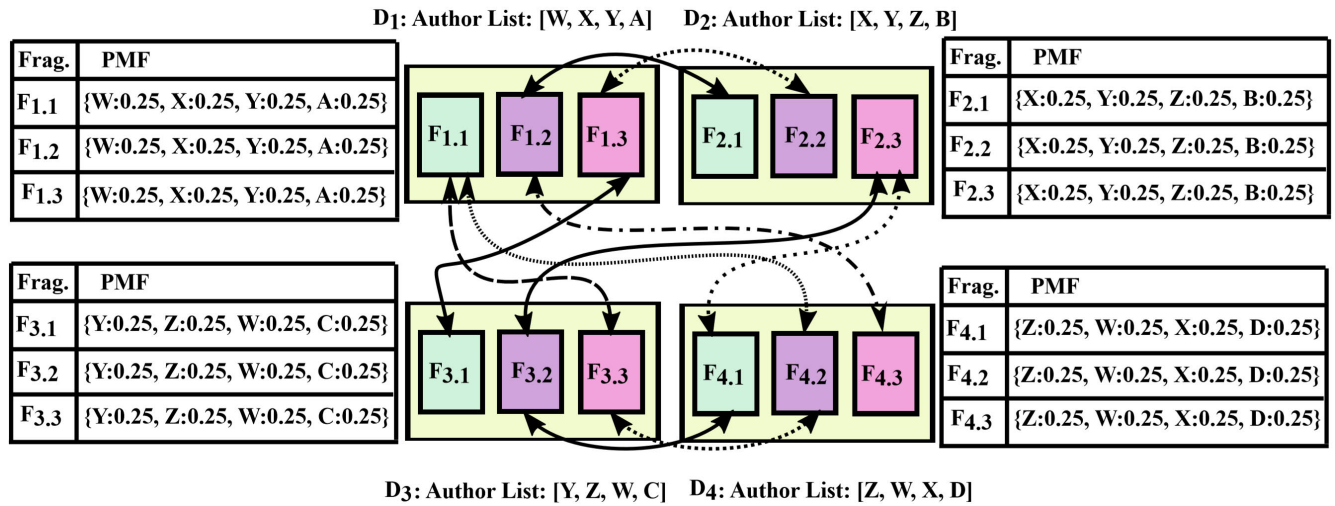 D1: Author List: [W, X, Y, A] D2: Author List: [X, Y, Z, B]
Frag. PMF
F1.1 {W:0.25, X:0.25, Y:0.25, A:0.25}
F1.2 {W:0.25, X:0.25, Y:0.25, A:0.25}
F1.3 {W:0.25, X:0.25, Y:0.25, A:0.25}
F1.1 F1.2 F1.3
F2.1 F2.2 F2.3
Frag. PMF
F2.1 {X:0.25, Y:0.25, Z:0.25, B:0.25}
F2.2 {X:0.25, Y:0.25, Z:0.25, B:0.25}
F2.3 {X:0.25, Y:0.25, Z:0.25, B:0.25}
Frag. PMF
F3.1 {Y:0.25, Z:0.25, W:0.25, C:0.25}
F3.2 {Y:0.25, Z:0.25, W:0.25, C:0.25}
F3.3 {Y:0.25, Z:0.25, W:0.25, C:0.25}
F3.1 F3.2 F3.3
F4.1 F4.2 F4.3
Frag. PMF
F4.1 {Z:0.25, W:0.25, X:0.25, D:0.25}
F4.2 {Z:0.25, W:0.25, X:0.25, D:0.25}
F4.3 {Z:0.25, W:0.25, X:0.25, D:0.25}
D3: Author List: [Y, Z, W, C] D4: Author List: [Z, W, X, D]